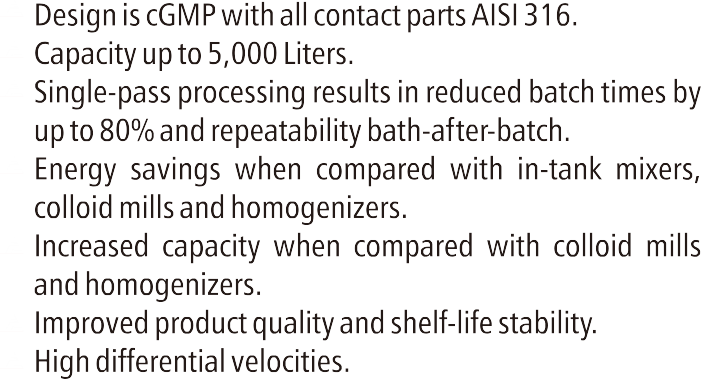 Design is cGMP with all contact parts AISI 316.
Capacity up to 5,000 Liters.
Single-pass processing results in reduced batch times by
up to 80% and repeatability bath-after-batch.
Energy savings when compared with in-tank mixers,
colloid mills and homogenizers.
Increased capacity when compared with colloid mills
and homogenizers.
Improved product quality and shelf-life stability.
High differential velocities.